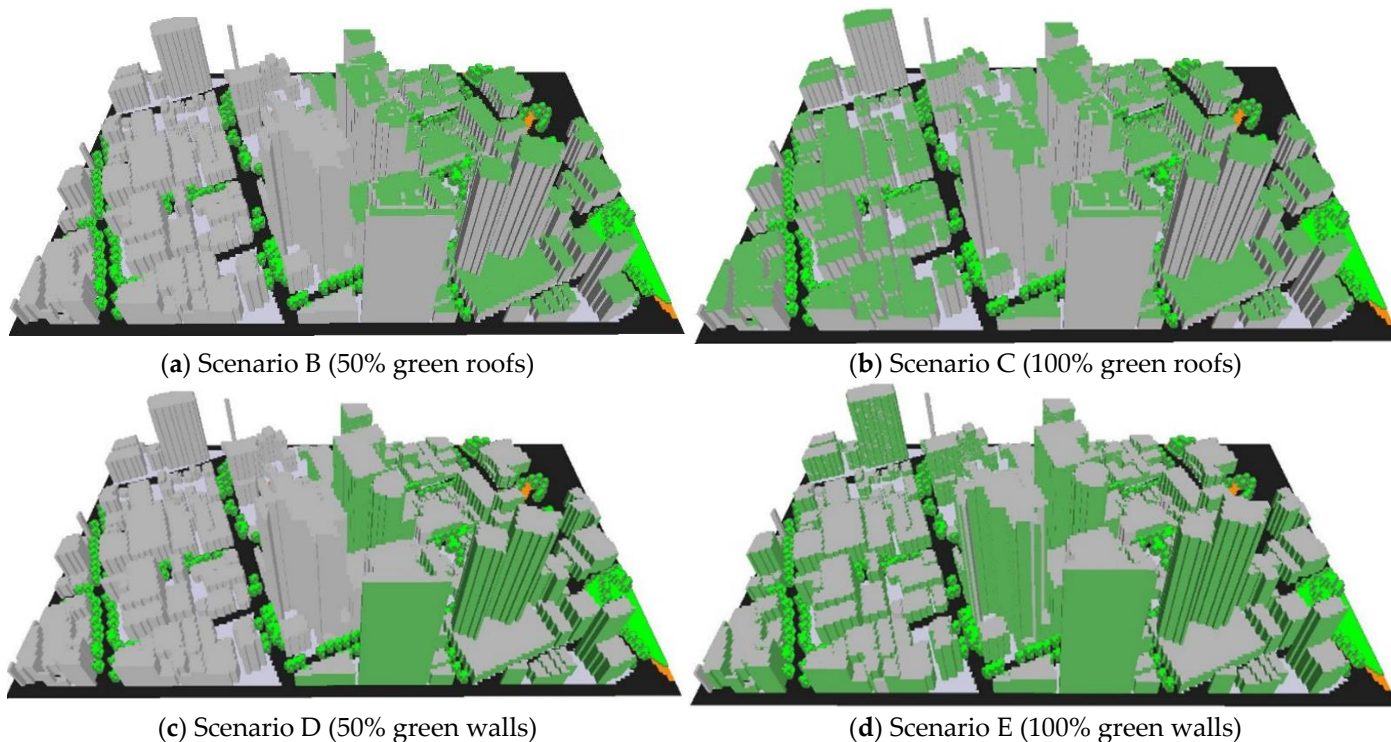 (a) Scenario B (50% green roofs)
(b) Scenario C (100% green roofs)
(c) Scenario D (50% green walls)
(d) Scenario E (100% green walls)